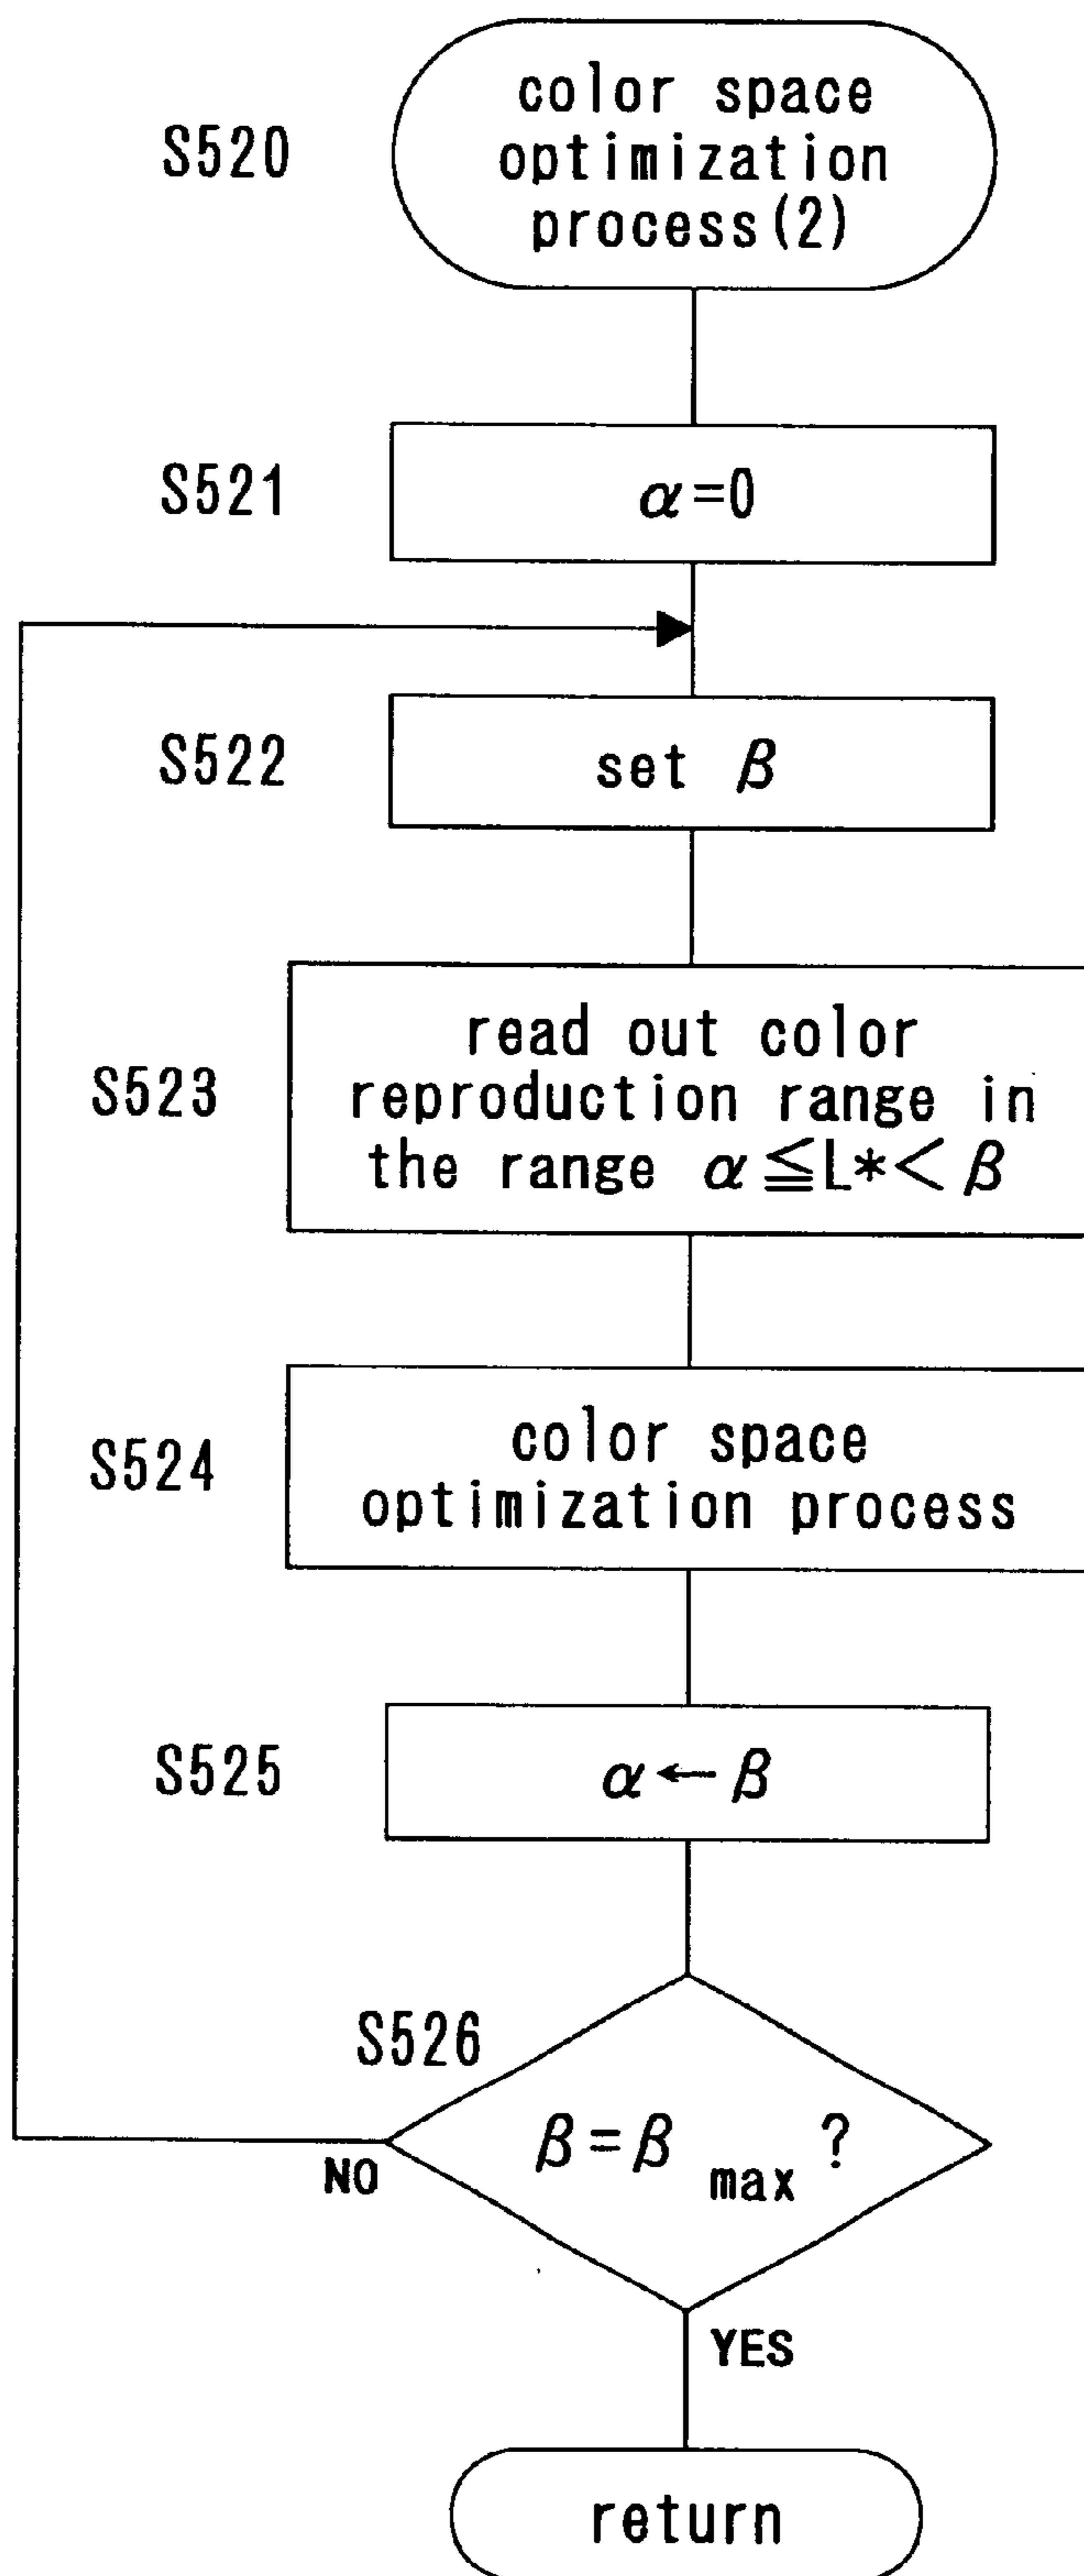 S520
color space
optimization
process(2)
S521
α=0
S522
set β
S523
read out color
reproduction range in
the range α≦L*<β
S524
color space
optimization process
S525
α←β
S526
β=β max ?
NO
YES
return